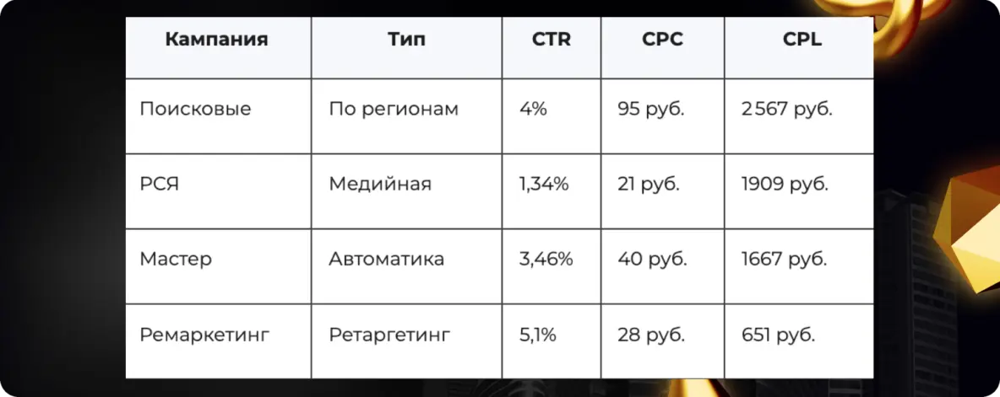 Кампания Тип CTR CPC CPL
Поисковые По регионам 4% 95 руб. 2 567 руб.
РСЯ Медийная 1,34% 21 руб. 1909 руб.
Мастер Автоматика 3,46% 40 руб. 1667 руб.
Ремаркетинг Ретаргетинг 5,1% 28 руб. 651 руб.